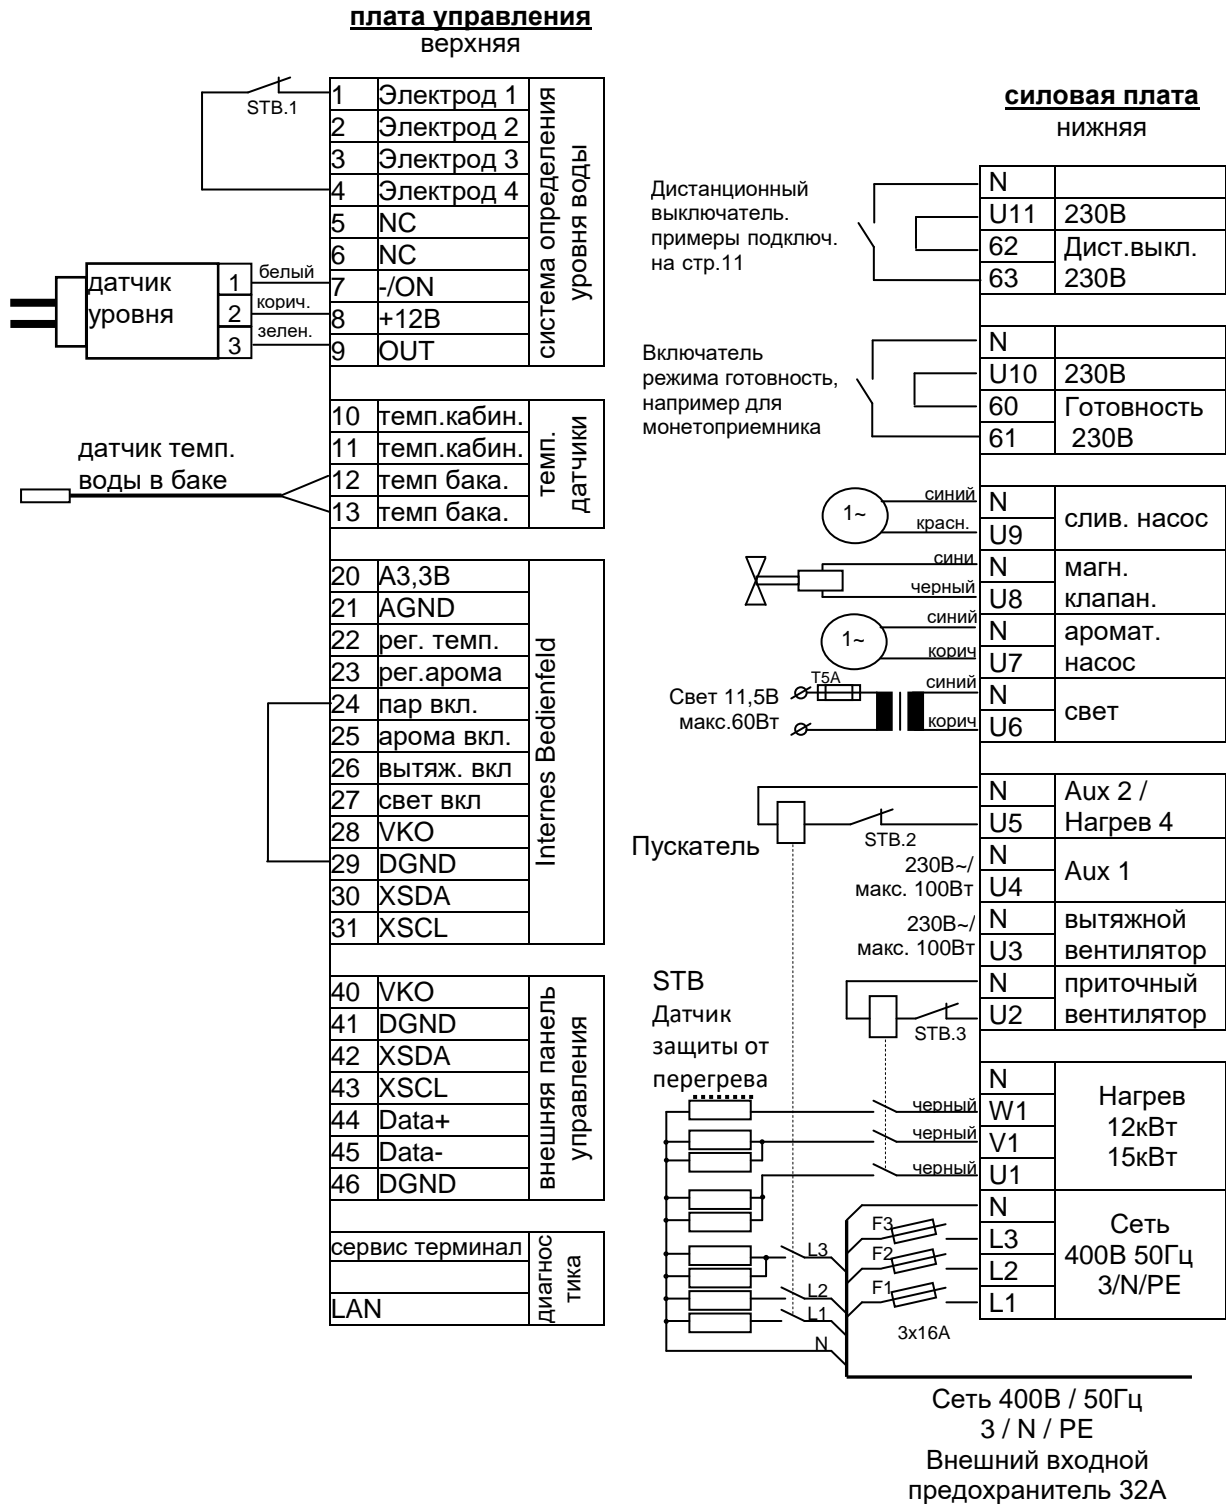 плата управления
верхняя
STB.1
1 Электрод 1
2 Электрод 2
3 Электрод 3
4 Электрод 4
5 NC
6 NC
7 -/ON
8 +12В
9 OUT
система определения
уровня воды
датчик
уровня
1 белый
2 корич.
3 зелен.
10 темп.кабин.
11 темп.кабин.
12 темп бака.
13 темп бака.
темп.
датчики
датчик темп.
воды в баке
20 А3,3В
21 AGND
22 рег. темп.
23 рег.арома
24 пар вкл.
25 арома вкл.
26 вытяж. вкл
27 свет вкл
28 VKO
29 DGND
30 XSDA
31 XSCL
Internes Bedienfeld
40 VKO
41 DGND
42 XSDA
43 XSCL
44 Data+
45 Data-
46 DGND
внешняя панель
управления
сервис терминал
LAN
диагнос
тика
силовая плата
нижняя
Дистанционный
выключатель.
примеры подключ.
на стр.11
N
U11 230В
62 Дист.выкл.
63 230В
Включатель
режима готовность,
например для
монетоприемника
N
U10 230В
60 Готовность
61 230В
1~
синий
красн.
N
U9
слив. насос
сини
черный
N магн.
U8 клапан.
1~
синий
корич
N аромат.
U7 насос
Свет 11,5В
макс.60Вт
T5A
синий
корич
N
U6
свет
Пускатель
STB.2
N Aux 2 /
U5 Нагрев 4
230В~/
макс. 100Вт
N
U4
Aux 1
230В~/
макс. 100Вт
N вытяжной
U3 вентилятор
STB.3
N приточный
U2 вентилятор
STB
Датчик
защиты от
перегрева
черный
черный
черный
N
W1
V1
U1
Нагрев
12кВт
15кВт
N
L3
L2
L1
Сеть
400В 50Гц
3/N/PE
F3
F2
F1
3x16A
L3
L2
L1
N
Сеть 400В / 50Гц
3 / N / PE
Внешний входной
предохранитель 32А